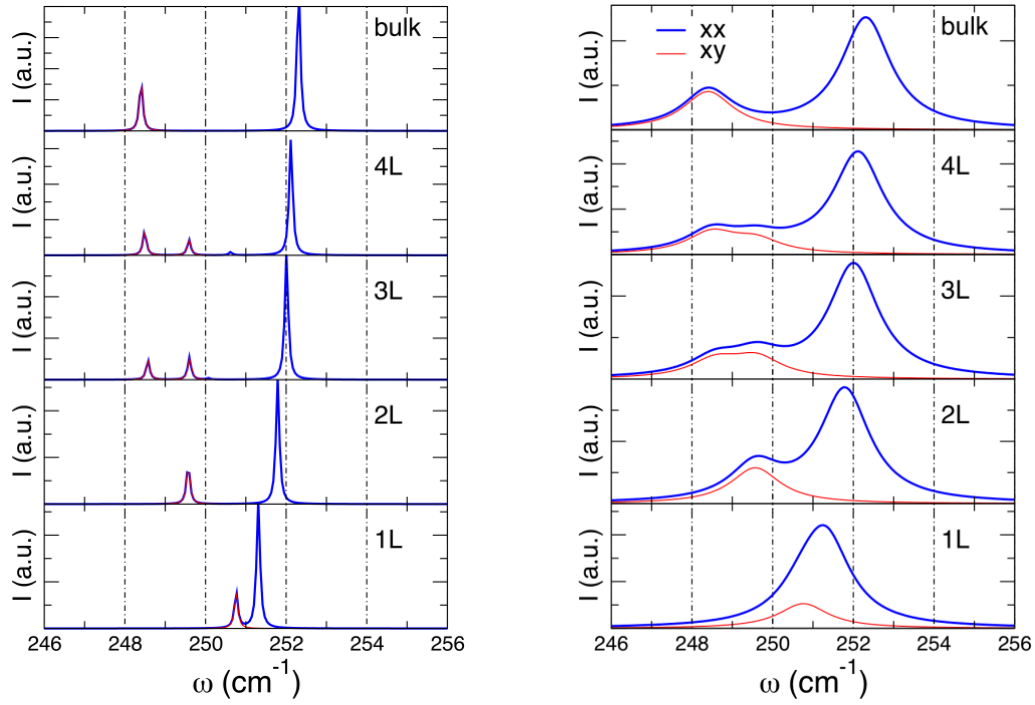 I (a.u.)
bulk
I (a.u.)
4L
I (a.u.)
3L
I (a.u.)
2L
I (a.u.)
1L
246 248 250 252 254 256
ω (cm⁻¹)
I (a.u.)
xx
xy
bulk
I (a.u.)
4L
I (a.u.)
3L
I (a.u.)
2L
I (a.u.)
1L
246 248 250 252 254 256
ω (cm⁻¹)